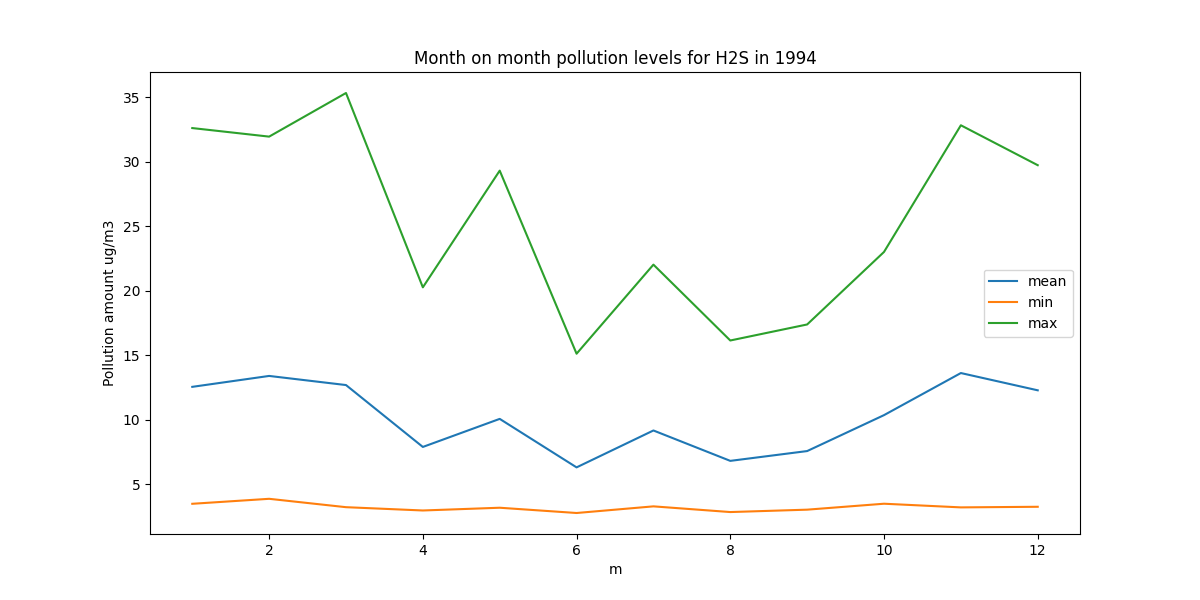 Month on month pollution levels for H2S in 1994
Pollution amount ug/m3
35
30
25
20
15
10
5
mean
min
max
2 4 6 8 10 12
m